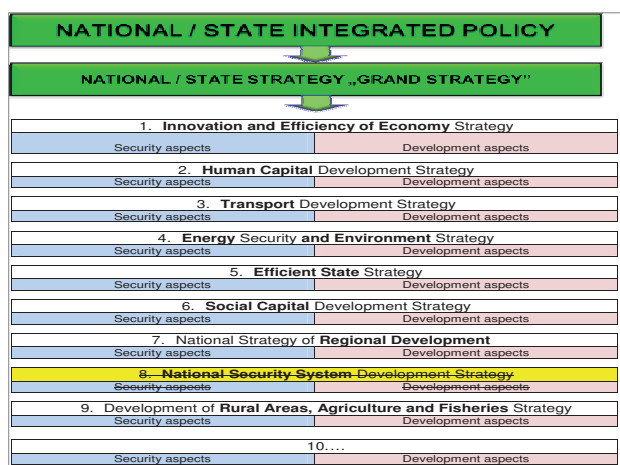 NATIONAL / STATE INTEGRATED POLICY
NATIONAL / STATE STRATEGY „GRAND STRATEGY”
1. Innovation and Efficiency of Economy Strategy
Security aspects Development aspects
2. Human Capital Development Strategy
Security aspects Development aspects
3. Transport Development Strategy
Security aspects Development aspects
4. Energy Security and Environment Strategy
Security aspects Development aspects
5. Efficient State Strategy
Security aspects Development aspects
6. Social Capital Development Strategy
Security aspects Development aspects
7. National Strategy of Regional Development
Security aspects Development aspects
8. National Security System Development Strategy
Security aspects Development aspects
9. Development of Rural Areas, Agriculture and Fisheries Strategy
Security aspects Development aspects
10....
Security aspects Development aspects